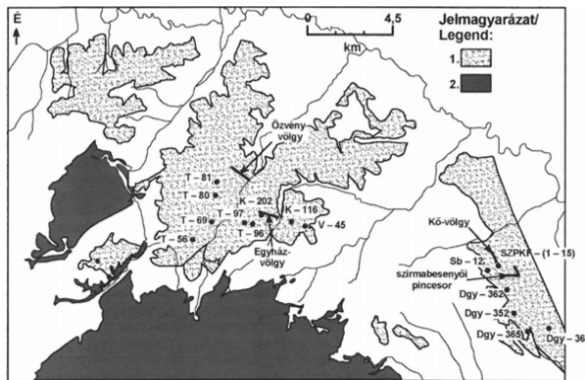 É
0
4,5
km
Jelmagyarázat/
Legend:
1.
2.
Özvény-
völgy
T – 81
T – 80
K – 202
T – 97
K – 116
T – 69
V – 45
T – 96
T – 56
Egyház-
völgy
Kő-völgy
SZPKF – (1 – 15)
Sb – 12
szirmabesenyői
pincesor
Dgy – 362
Dgy – 352
Dgy – 365
Dgy – 36